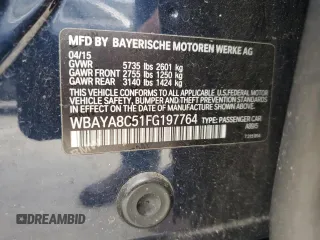 MFD BY BAYERISCHE MOTOREN WERKE AG
04/15
GVWR 5735 lbs 2601 kg
GAWR FRONT 2755 lbs 1250 kg
GAWR REAR 3140 lbs 1424 kg
THIS VEHICLE CONFORMS TO ALL APPLICABLE
FEDERAL MOTOR VEHICLE SAFETY, BUMPER,
AND THEFT PREVENTION STANDARDS IN EFFECT
ON THE DATE OF MANUFACTURE SHOWN ABOVE.
WBAYA8C51FG197764 TYPE: PASSENGER CAR
DREAMBID